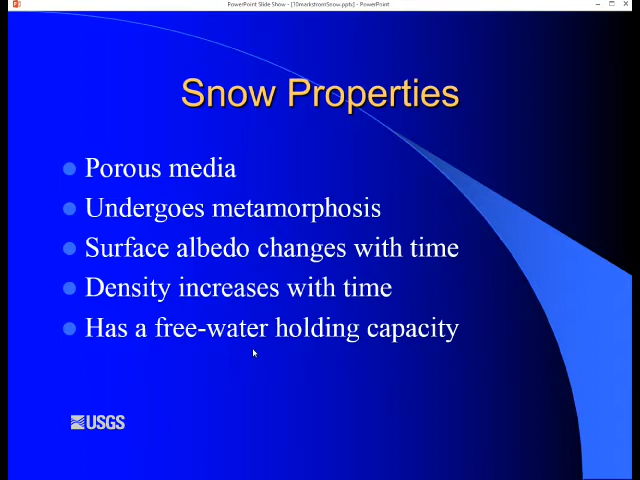 PowerPoint Slide Show - [10markstromSnow.pptx] - PowerPoint
Snow Properties
Porous media
Undergoes metamorphosis
Surface albedo changes with time
Density increases with time
Has a free-water holding capacity
USGS